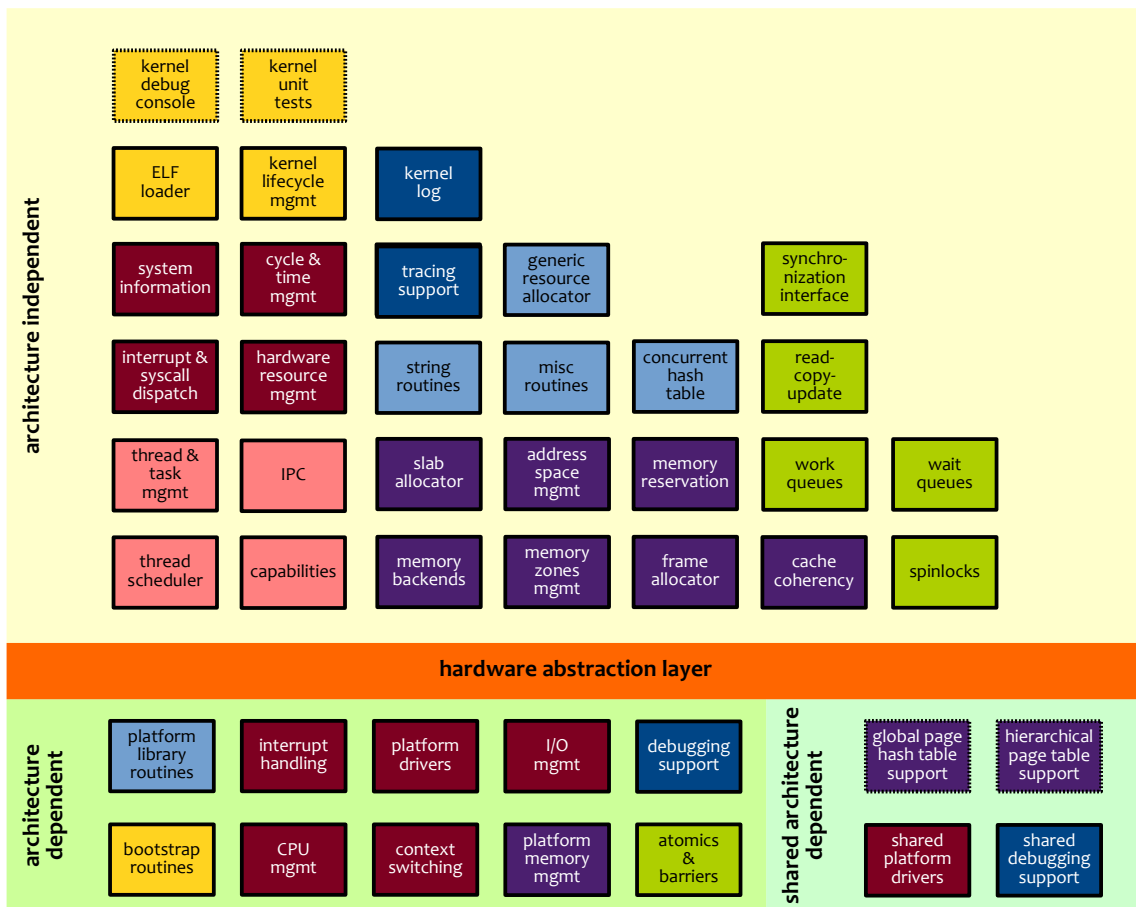 architecture independent
kernel
debug
console
kernel
unit
tests
ELF
loader
kernel
lifecycle
mgmt
kernel
log
system
information
cycle &
time
mgmt
tracing
support
generic
resource
allocator
synchro-
nization
interface
interrupt &
syscall
dispatch
hardware
resource
mgmt
string
routines
misc
routines
concurrent
hash
table
read-
copy-
update
thread &
task
mgmt
IPC
slab
allocator
address
space
mgmt
memory
reservation
work
queues
wait
queues
thread
scheduler
capabilities
memory
backends
memory
zones
mgmt
frame
allocator
cache
coherency
spinlocks
hardware abstraction layer
architecture
dependent
platform
library
routines
interrupt
handling
platform
drivers
I/O
mgmt
debugging
support
bootstrap
routines
CPU
mgmt
context
switching
platform
memory
mgmt
atomics
&
barriers
shared architecture
dependent
global page
hash table
support
hierarchical
page table
support
shared
platform
drivers
shared
debugging
support